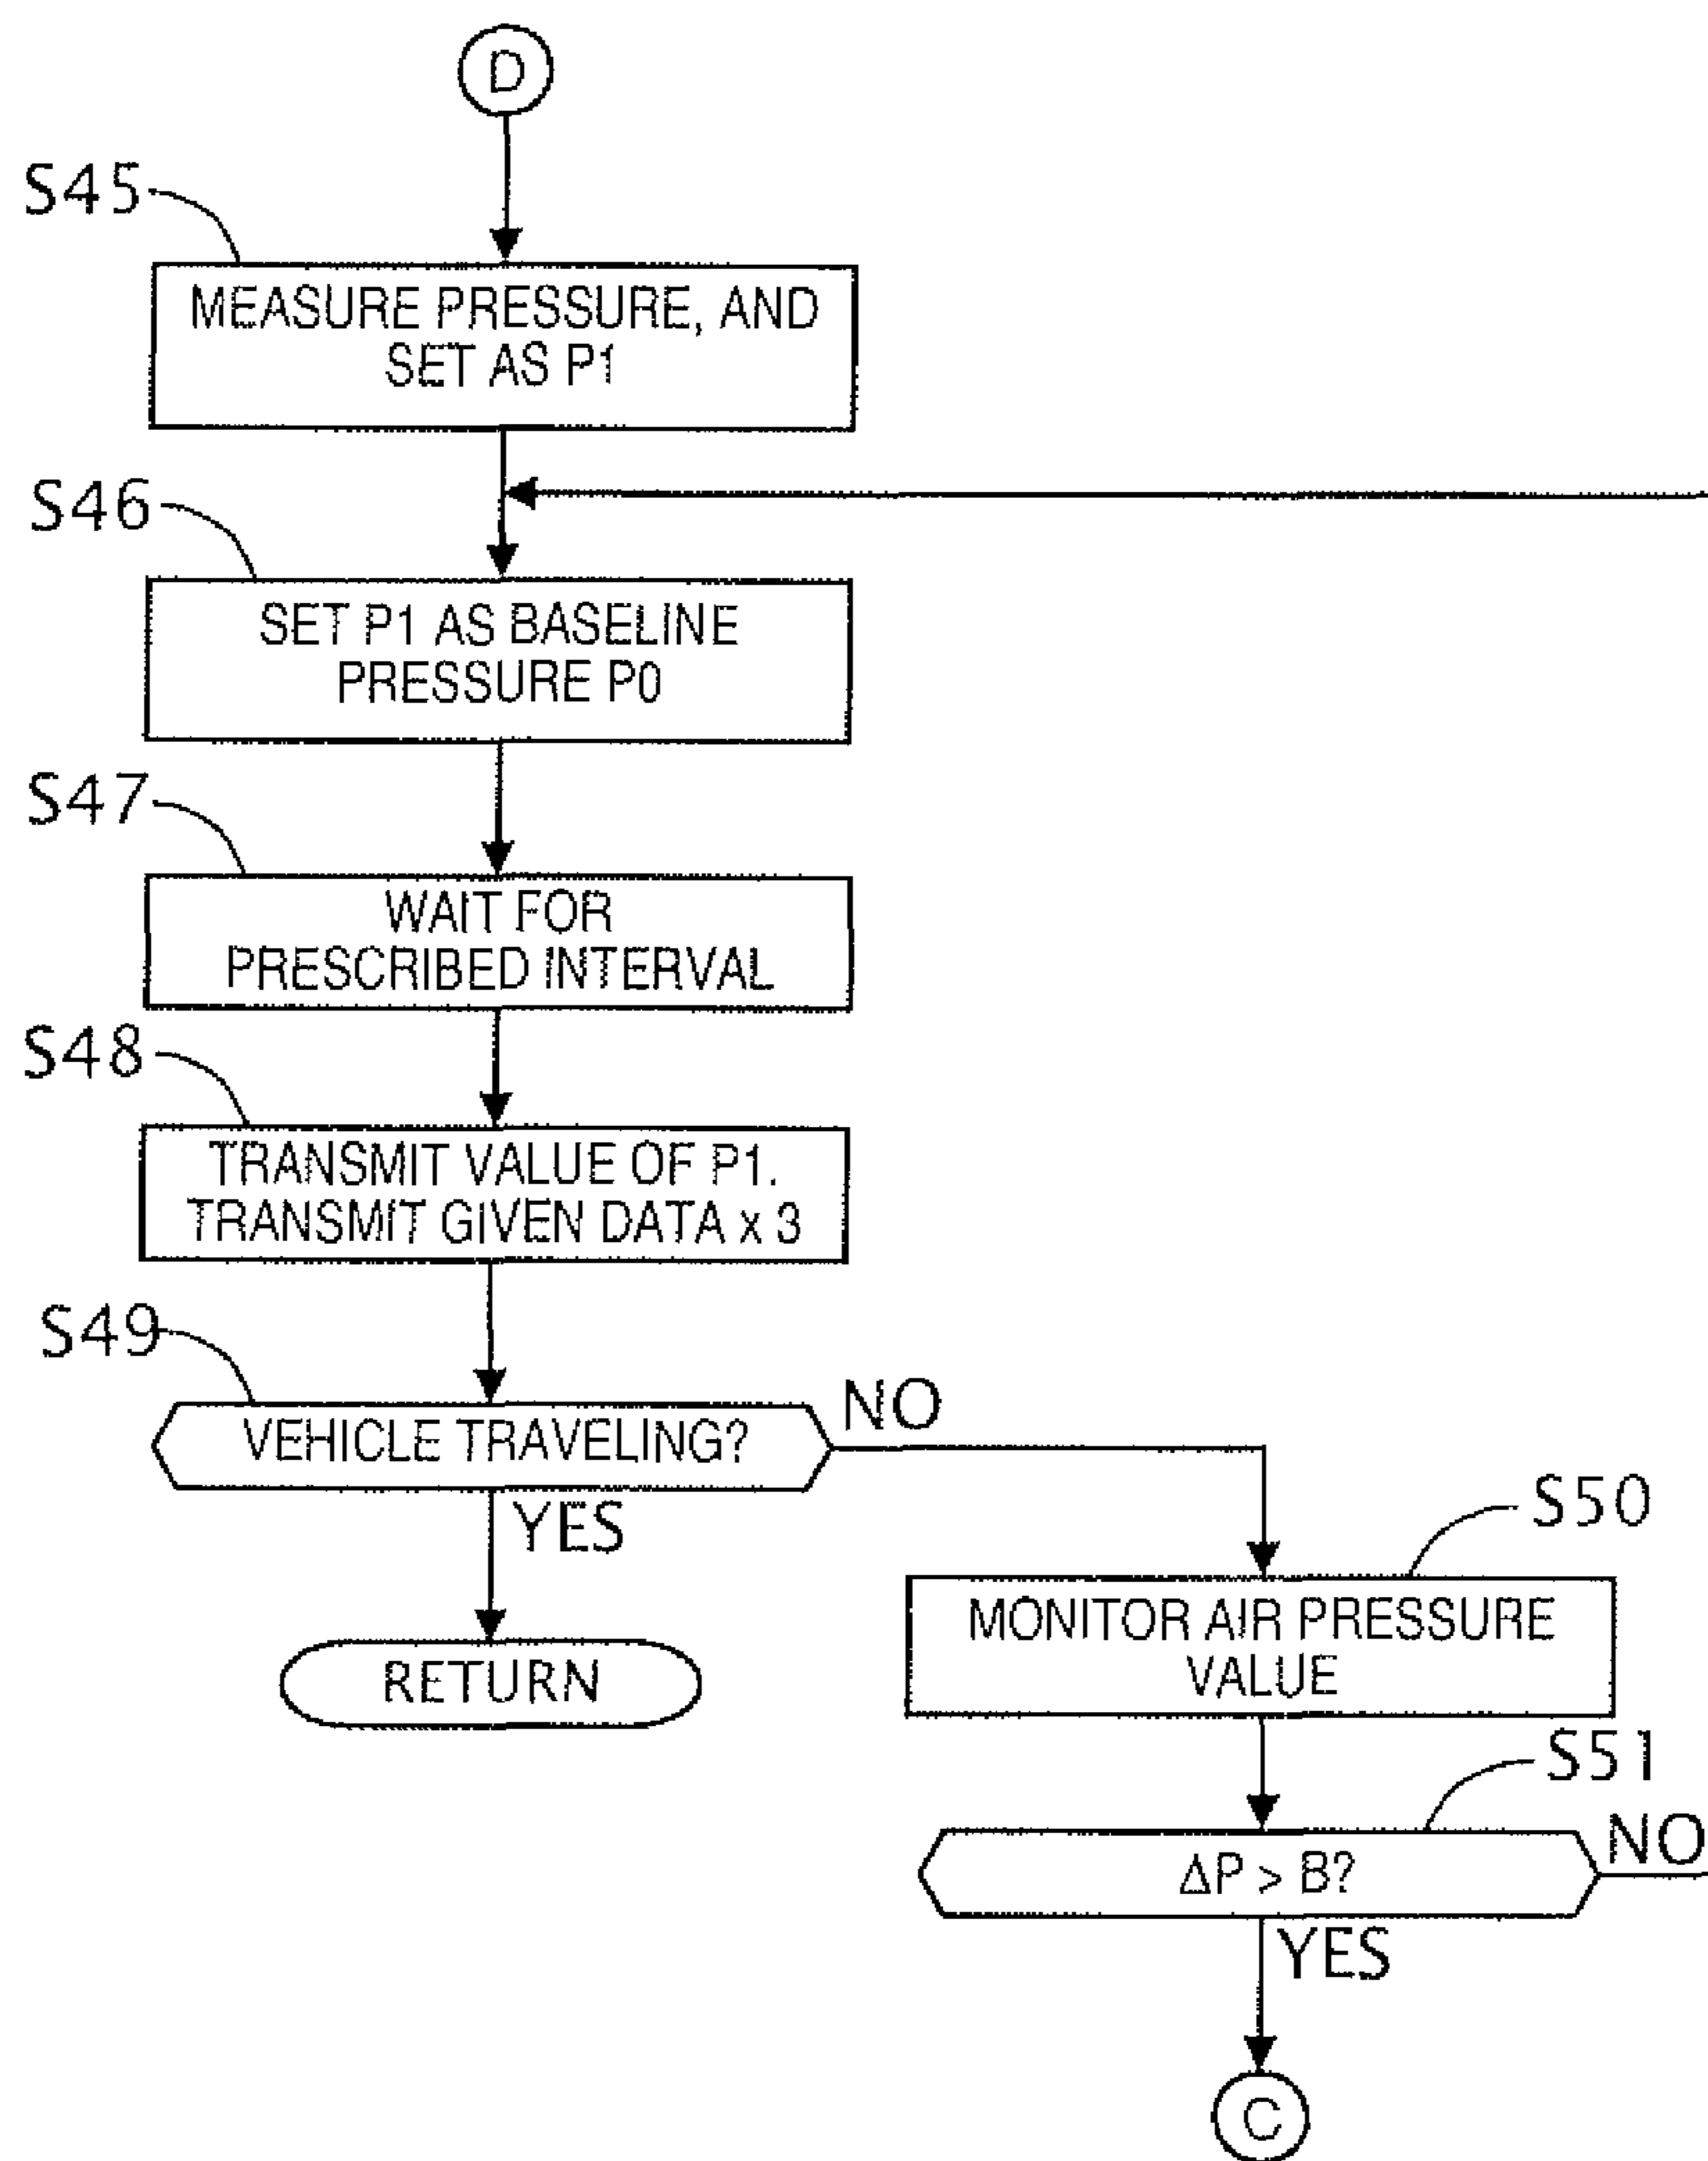 D
S45
MEASURE PRESSURE, AND
SET AS P1
S46
SET P1 AS BASELINE
PRESSURE P0
S47
WAIT FOR
PRESCRIBED INTERVAL
S48
TRANSMIT VALUE OF P1.
TRANSMIT GIVEN DATA x 3
S49
VEHICLE TRAVELING?
NO
YES
RETURN
S50
MONITOR AIR PRESSURE
VALUE
S51
ΔP > B?
NO
YES
C